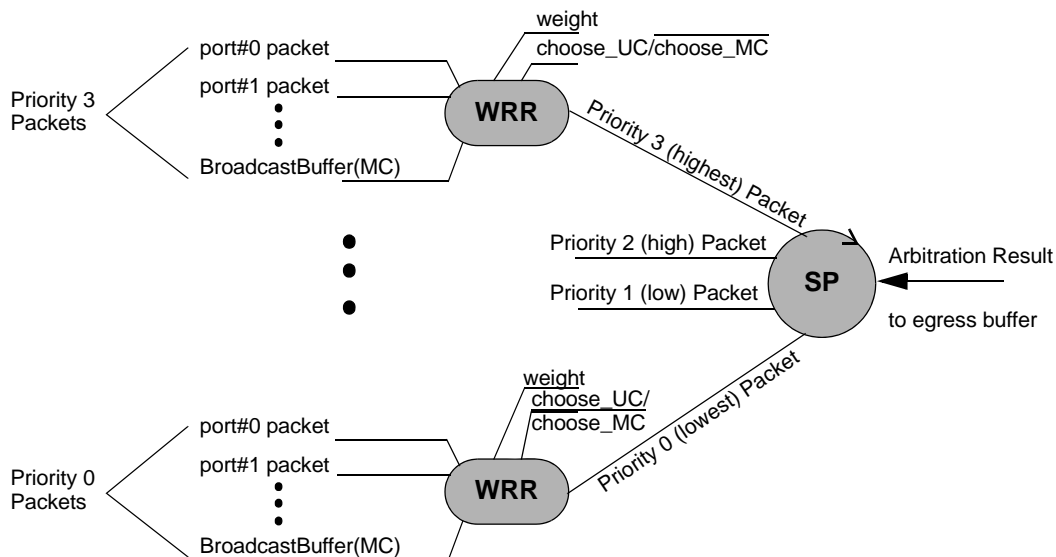 weight
choose_UC/choose_MC
port#0 packet
port#1 packet
Priority 3
Packets
WRR
BroadcastBuffer(MC)
Priority 3 (highest) Packet
Priority 2 (high) Packet
Priority 1 (low) Packet
SP
Arbitration Result
to egress buffer
Priority 0 (lowest) Packet
weight
choose_UC/
choose_MC
port#0 packet
port#1 packet
Priority 0
Packets
WRR
BroadcastBuffer(MC)